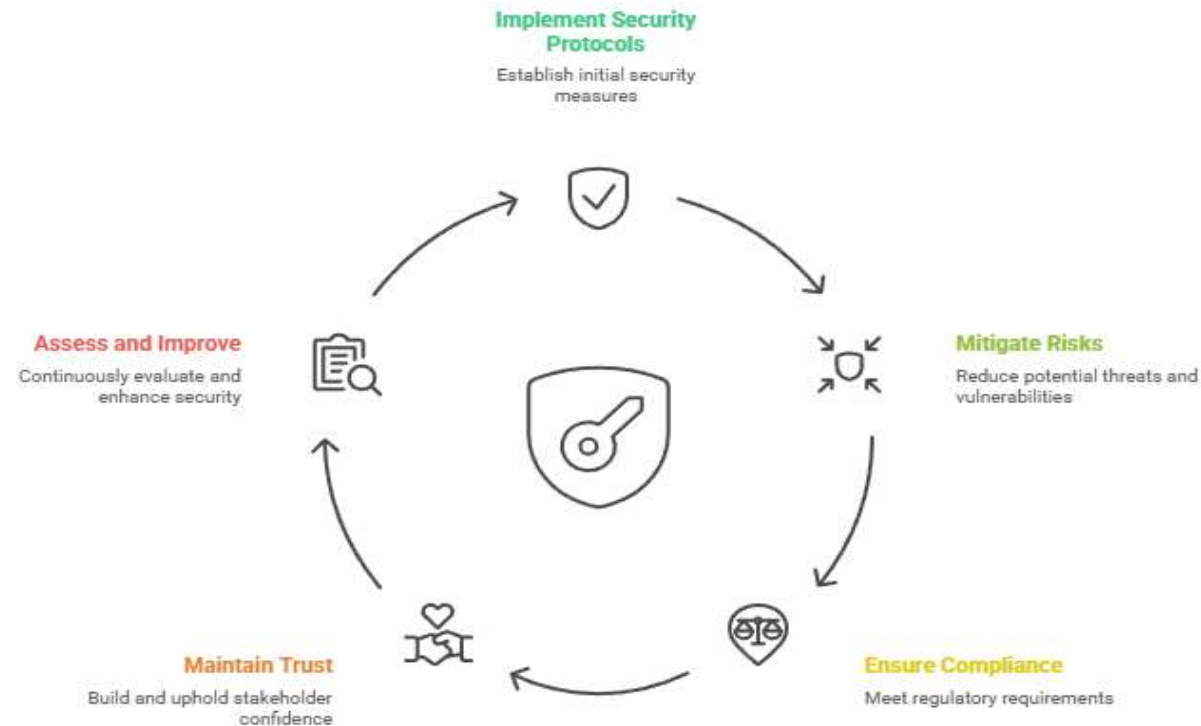 Implement Security
Protocols
Establish initial security
measures
Mitigate Risks
Reduce potential threats and
vulnerabilities
Ensure Compliance
Meet regulatory requirements
Maintain Trust
Build and uphold stakeholder
confidence
Assess and Improve
Continuously evaluate and
enhance security